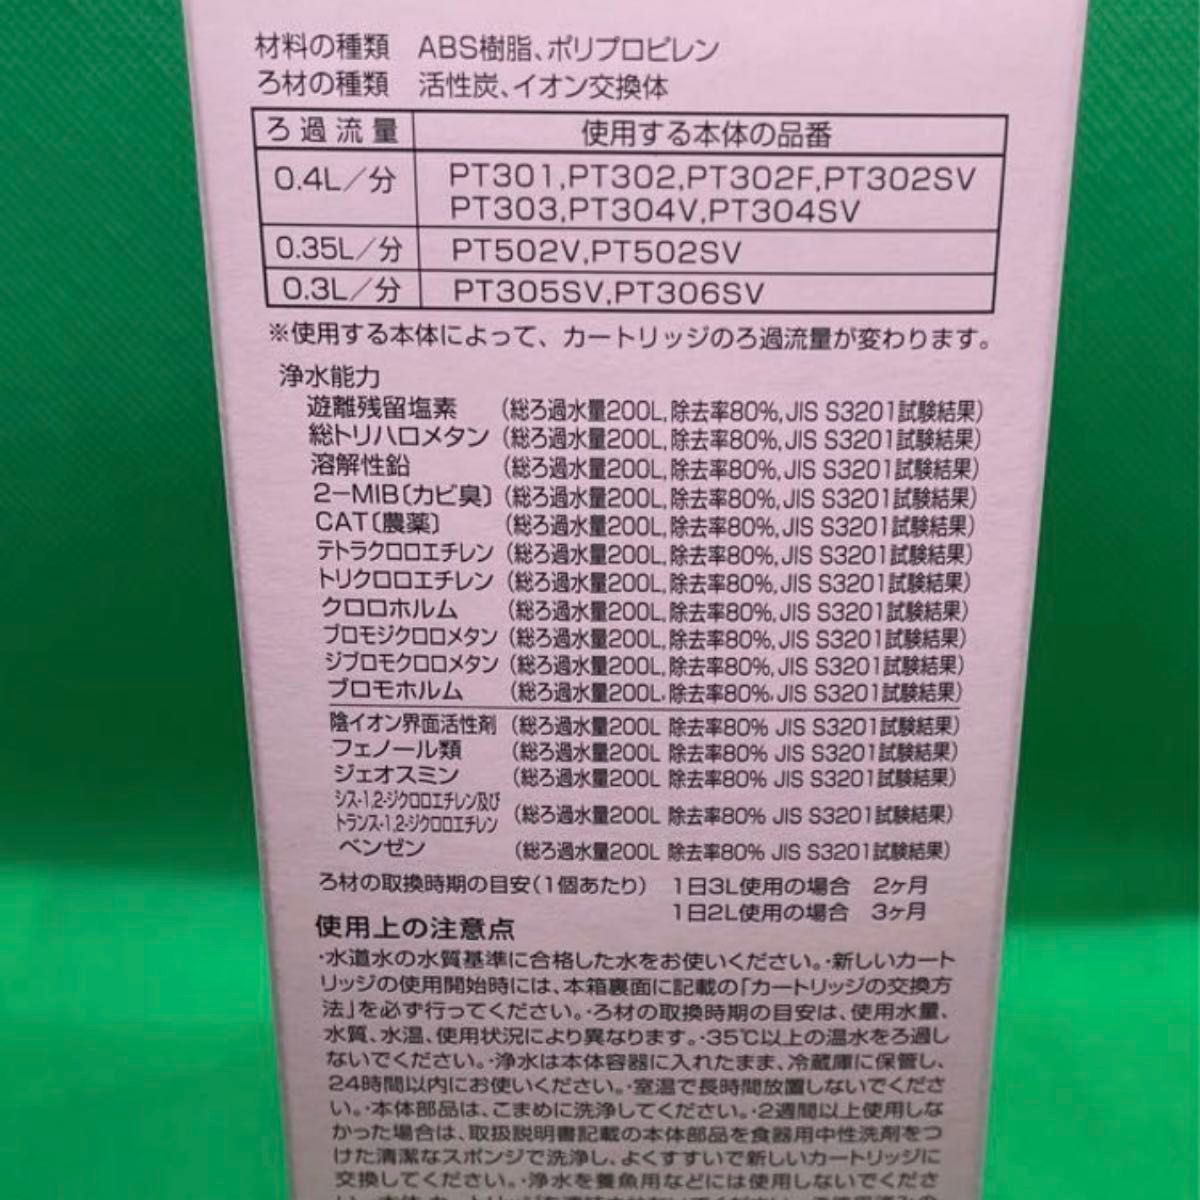 材料の種類 ABS樹脂、ポリプロピレン
ろ材の種類 活性炭、イオン交換体
ろ過流量 使用する本体の品番
0.4L／分 PT301,PT302,PT302F,PT302SV
PT303,PT304V,PT304SV
0.35L／分 PT502V,PT502SV
0.3L／分 PT305SV,PT306SV
※使用する本体によって、カートリッジのろ過流量が変わります。
浄水能力
遊離残留塩素 (総ろ過水量200L,除去率80%,JIS S3201試験結果)
総トリハロメタン (総ろ過水量200L,除去率80%,JIS S3201試験結果)
溶解性鉛 (総ろ過水量200L,除去率80%,JIS S3201試験結果)
2-MIB〔カビ臭〕 (総ろ過水量200L,除去率80%,JIS S3201試験結果)
CAT〔農薬〕 (総ろ過水量200L,除去率80%,JIS S3201試験結果)
テトラクロロエチレン (総ろ過水量200L,除去率80%,JIS S3201試験結果)
トリクロロエチレン (総ろ過水量200L,除去率80%,JIS S3201試験結果)
クロロホルム (総ろ過水量200L,除去率80%,JIS S3201試験結果)
ブロモジクロロメタン (総ろ過水量200L,除去率80%,JIS S3201試験結果)
ジブロモクロロメタン (総ろ過水量200L,除去率80%,JIS S3201試験結果)
ブロモホルム (総ろ過水量200L,除去率80%,JIS S3201試験結果)
陰イオン界面活性剤 (総ろ過水量200L 除去率80% JIS S3201試験結果)
フェノール類 (総ろ過水量200L 除去率80% JIS S3201試験結果)
ジェオスミン (総ろ過水量200L 除去率80% JIS S3201試験結果)
シス-1,2-ジクロロエチレン及び
トランス-1,2-ジクロロエチレン (総ろ過水量200L 除去率80% JIS S3201試験結果)
ベンゼン (総ろ過水量200L 除去率80% JIS S3201試験結果)
ろ材の取換時期の目安(1個あたり) 1日3L使用の場合 2ヶ月
1日2L使用の場合 3ヶ月
使用上の注意点
・水道水の水質基準に合格した水をお使いください。・新しいカート
リッジの使用開始時には、本箱裏面に記載の「カートリッジの交換方
法」を必ず行ってください。・ろ材の取換時期の目安は、使用水量、
水質、水温、使用状況により異なります。・35℃以上の温水をろ過し
ないでください。・浄水は本体容器に入れたまま、冷蔵庫に保管し、
24時間以内にお使いください。・室温で長時間放置しないでくださ
い。・本体部品は、こまめに洗浄してください。・2週間以上使用しな
かった場合は、取扱説明書記載の本体部品を食器用中性洗剤をつ
けた清潔なスポンジで洗浄し、よくすすいで新しいカートリッジに
交換してください。・浄水を養魚用などには使用しないでくださ